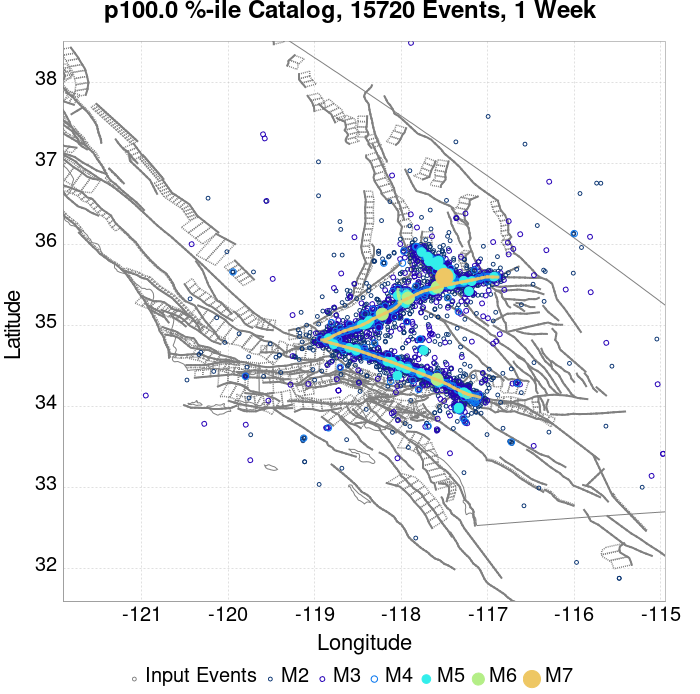 p100.0 %-ile Catalog, 15720 Events, 1 Week
38
37
36
35
34
33
32
Latitude
-121 -120 -119 -118 -117 -116 -115
Longitude
Input Events M2 M3 M4 M5 M6 M7